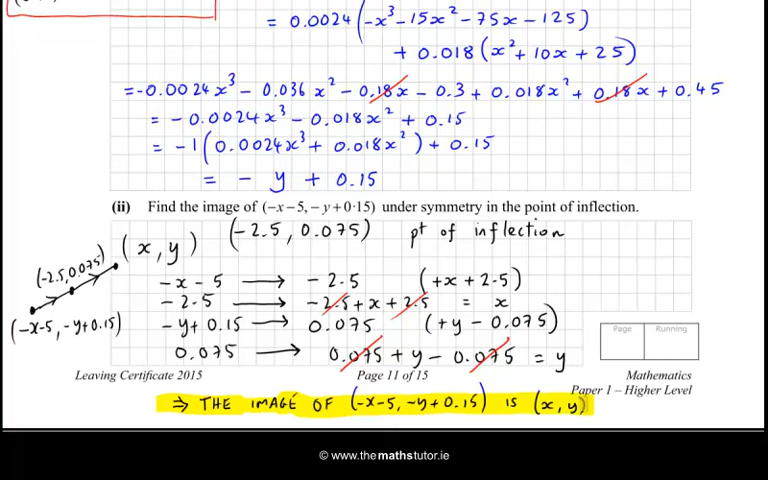 = 0.0024(-x³ - 15x² - 75x - 125)
+ 0.018(x² + 10x + 25)
= -0.0024x³ - 0.036x² - 0.18x - 0.3 + 0.018x² + 0.18x + 0.45
= -0.0024x³ - 0.018x² + 0.15
= -1(0.0024x³ + 0.018x²) + 0.15
= -y + 0.15
(ii) Find the image of (−x−5, −y+0·15) under symmetry in the point of inflection.
(x, y) (-2.5, 0.075) pt of inflection
(-2.5, 0.075)
-x - 5 → -2.5 (+x + 2.5)
-2.5 → -2.5 + x + 2.5 = x
(-x-5, -y+0.15) -y + 0.15 → 0.075 (+y - 0.075)
0.075 → 0.075 + y - 0.075 = y
Page Running
Leaving Certificate 2015 Page 11 of 15 Mathematics
Paper 1 – Higher Level
⇒ THE IMAGE OF (-x-5, -y+0.15) IS (x, y)
© www.themathstutor.ie